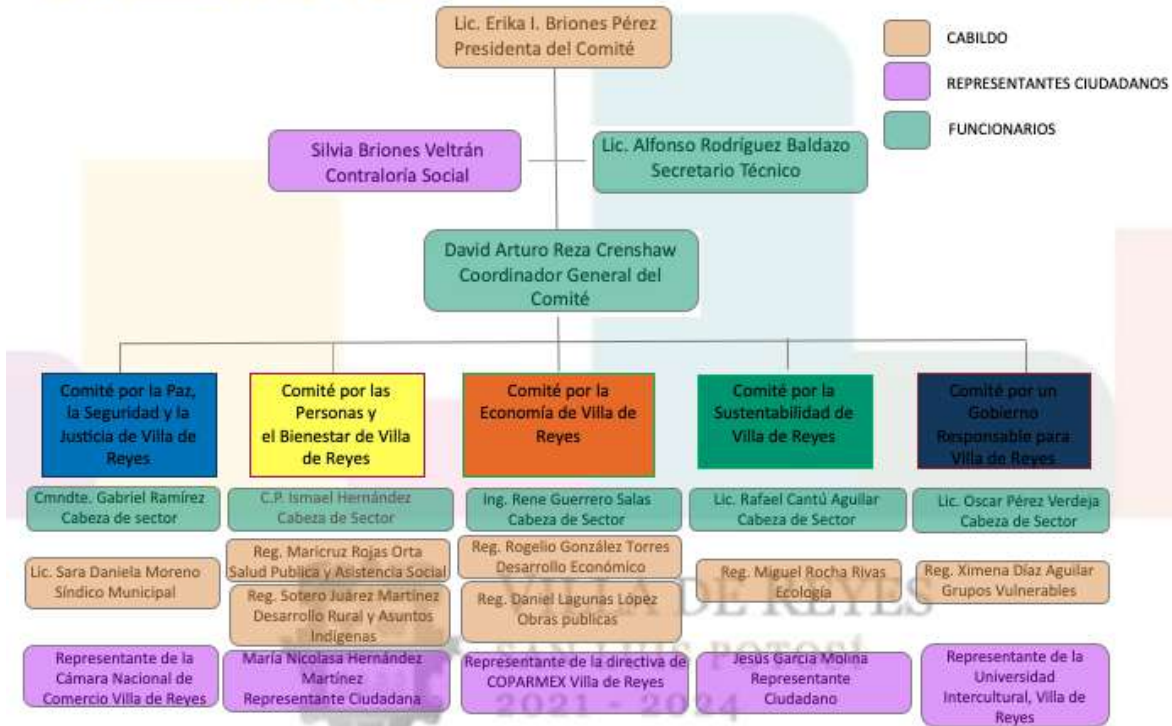 Lic. Erika I. Briones Pérez
Presidenta del Comité
CABILDO
REPRESENTANTES CIUDADANOS
FUNCIONARIOS
Silvia Briones Veltrán
Contraloría Social
Lic. Alfonso Rodríguez Baldazo
Secretario Técnico
David Arturo Reza Crenshaw
Coordinador General del
Comité
Comité por la Paz,
la Seguridad y la
Justicia de Villa de
Reyes
Comité por las
Personas y
el Bienestar de Villa
de Reyes
Comité por la
Economía de Villa de
Reyes
Comité por la
Sustentabilidad de
Villa de Reyes
Comité por un
Gobierno
Responsable para
Villa de Reyes
Cmndte. Gabriel Ramírez
Cabeza de sector
C.P. Ismael Hernández
Cabeza de Sector
Ing. Rene Guerrero Salas
Cabeza de Sector
Lic. Rafael Cantú Aguilar
Cabeza de Sector
Lic. Oscar Pérez Verdeja
Cabeza de Sector
Lic. Sara Daniela Moreno
Síndico Municipal
Reg. Maricruz Rojas Orta
Salud Publica y Asistencia Social
Reg. Sotero Juárez Martínez
Desarrollo Rural y Asuntos
Indígenas
Reg. Rogelio González Torres
Desarrollo Económico
Reg. Daniel Lagunas López
Obras publicas
Reg. Miguel Rocha Rivas
Ecología
Reg. Ximena Díaz Aguilar
Grupos Vulnerables
Representante de la
Cámara Nacional de
Comercio Villa de Reyes
María Nicolasa Hernández
Martínez
Representante Ciudadana
Representante de la directiva de
COPARMEX Villa de Reyes
Jesús García Molina
Representante
Ciudadano
Representante de la
Universidad
Intercultural, Villa de
Reyes
VILLA DE REYES
SAN LUIS POTOSÍ
2021 - 2024